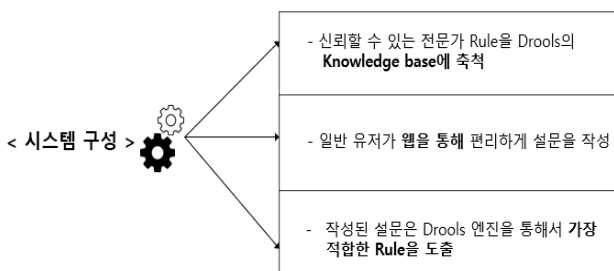 - 신뢰할 수 있는 전문가 Rule을 Drools의
Knowledge base에 축척
< 시스템 구성 >
- 일반 유저가 웹을 통해 편리하게 설문을 작성
- 작성된 설문은 Drools 엔진을 통해서 가장
적합한 Rule을 도출